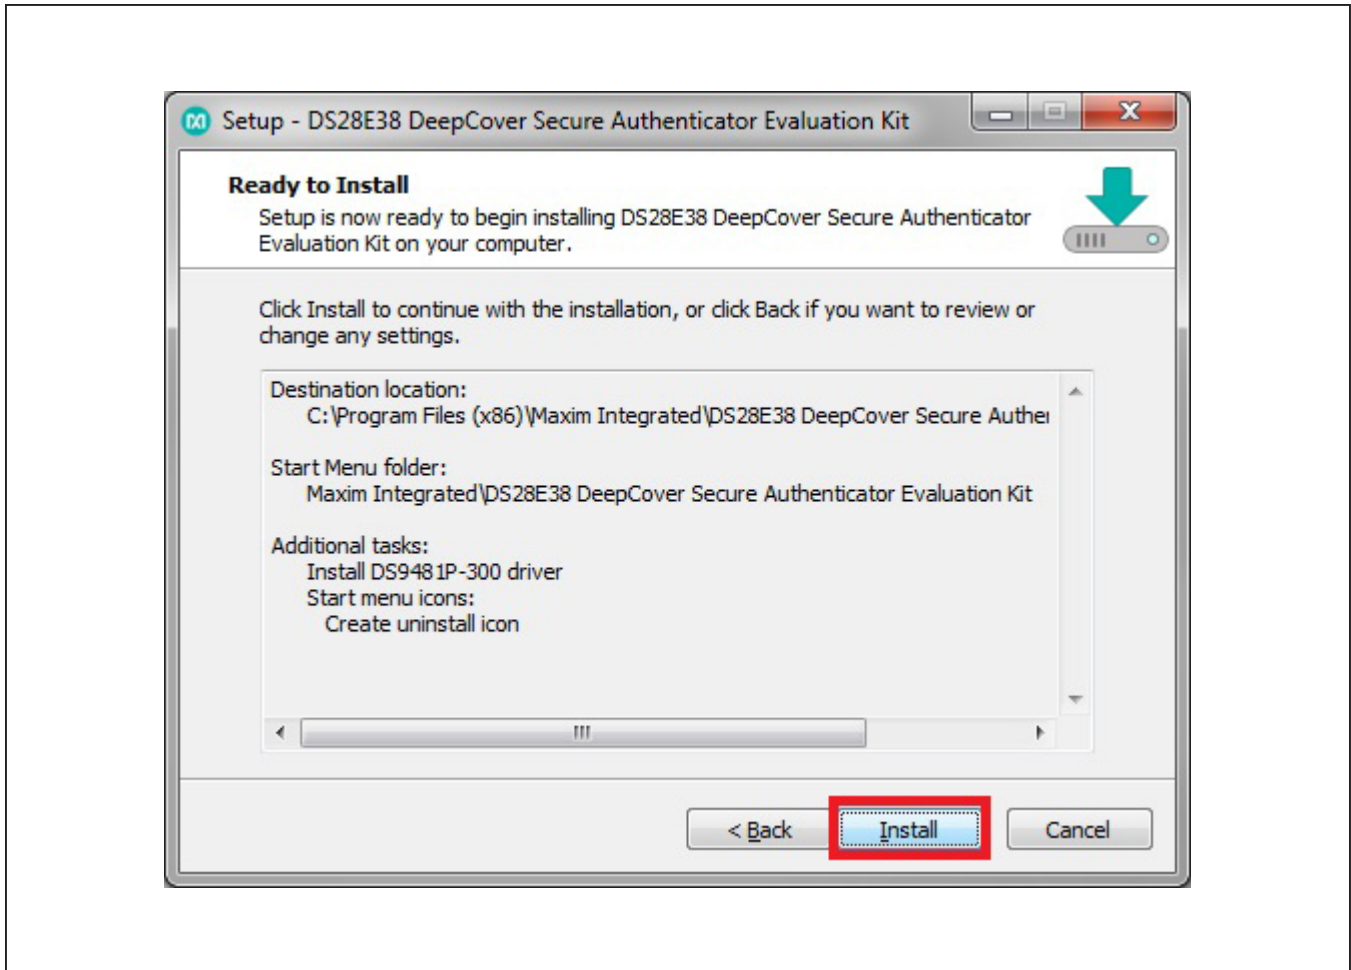 Setup - DS28E38 DeepCover Secure Authenticator Evaluation Kit
Ready to Install
Setup is now ready to begin installing DS28E38 DeepCover Secure Authenticator
Evaluation Kit on your computer.
Click Install to continue with the installation, or click Back if you want to review or
change any settings.
Destination location:
C:\Program Files (x86)\Maxim Integrated\DS28E38 DeepCover Secure Auther
Start Menu folder:
Maxim Integrated\DS28E38 DeepCover Secure Authenticator Evaluation Kit
Additional tasks:
Install DS9481P-300 driver
Start menu icons:
Create uninstall icon
< Back
Install
Cancel